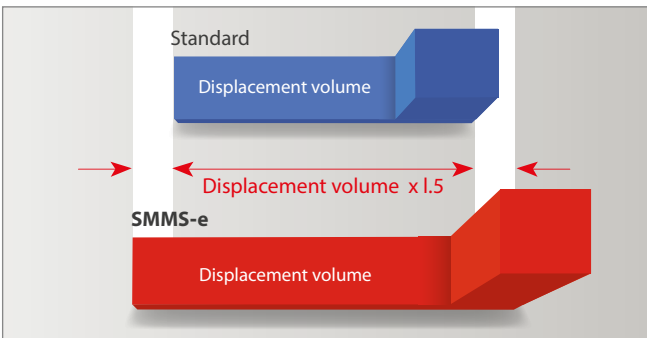 Standard
Displacement volume
Displacement volume x l.5
SMMS-e
Displacement volume